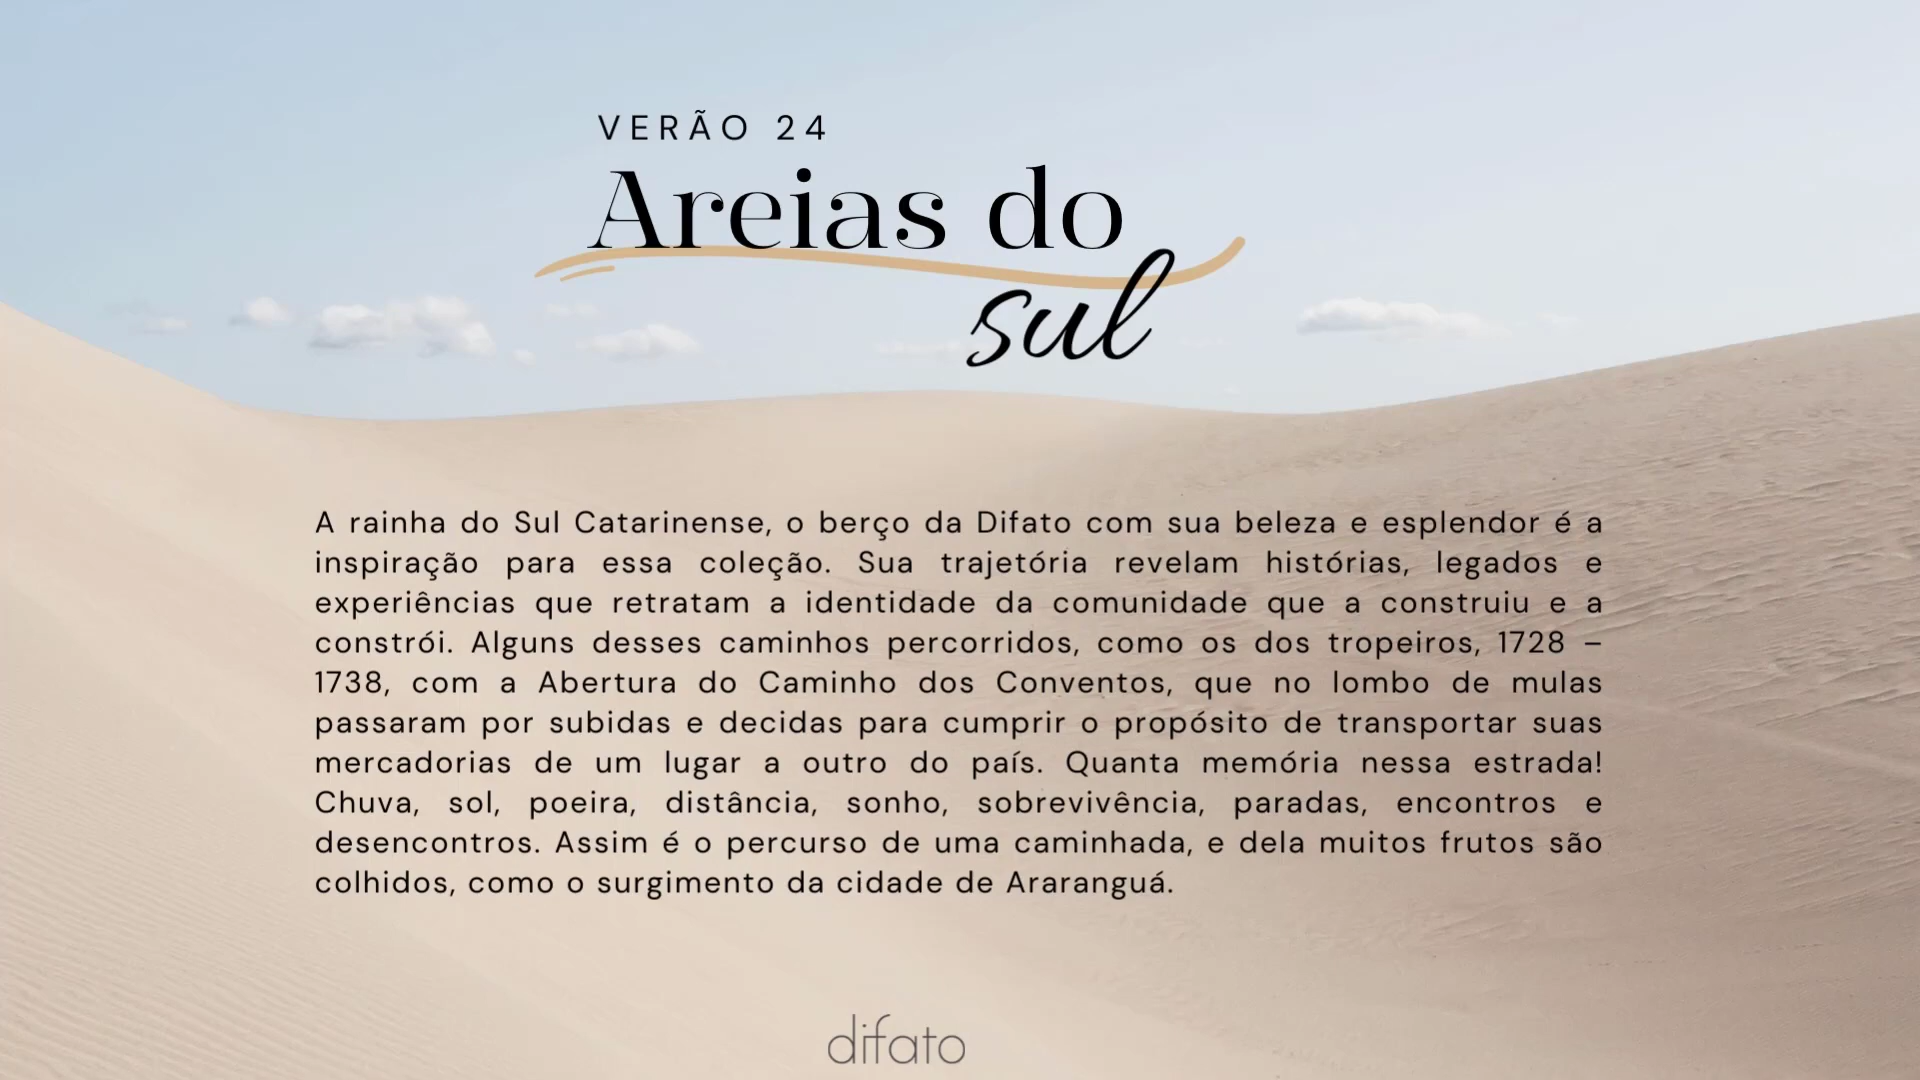 VERÃO 24
Areias do
sul
A rainha do Sul Catarinense, o berço da Difato com sua beleza e esplendor é a
inspiração para essa coleção. Sua trajetória revelam histórias, legados e
experiências que retratam a identidade da comunidade que a construiu e a
constrói. Alguns desses caminhos percorridos, como os dos tropeiros, 1728 –
1738, com a Abertura do Caminho dos Conventos, que no lombo de mulas
passaram por subidas e decidas para cumprir o propósito de transportar suas
mercadorias de um lugar a outro do país. Quanta memória nessa estrada!
Chuva, sol, poeira, distância, sonho, sobrevivência, paradas, encontros e
desencontros. Assim é o percurso de uma caminhada, e dela muitos frutos são
colhidos, como o surgimento da cidade de Araranguá.
difato